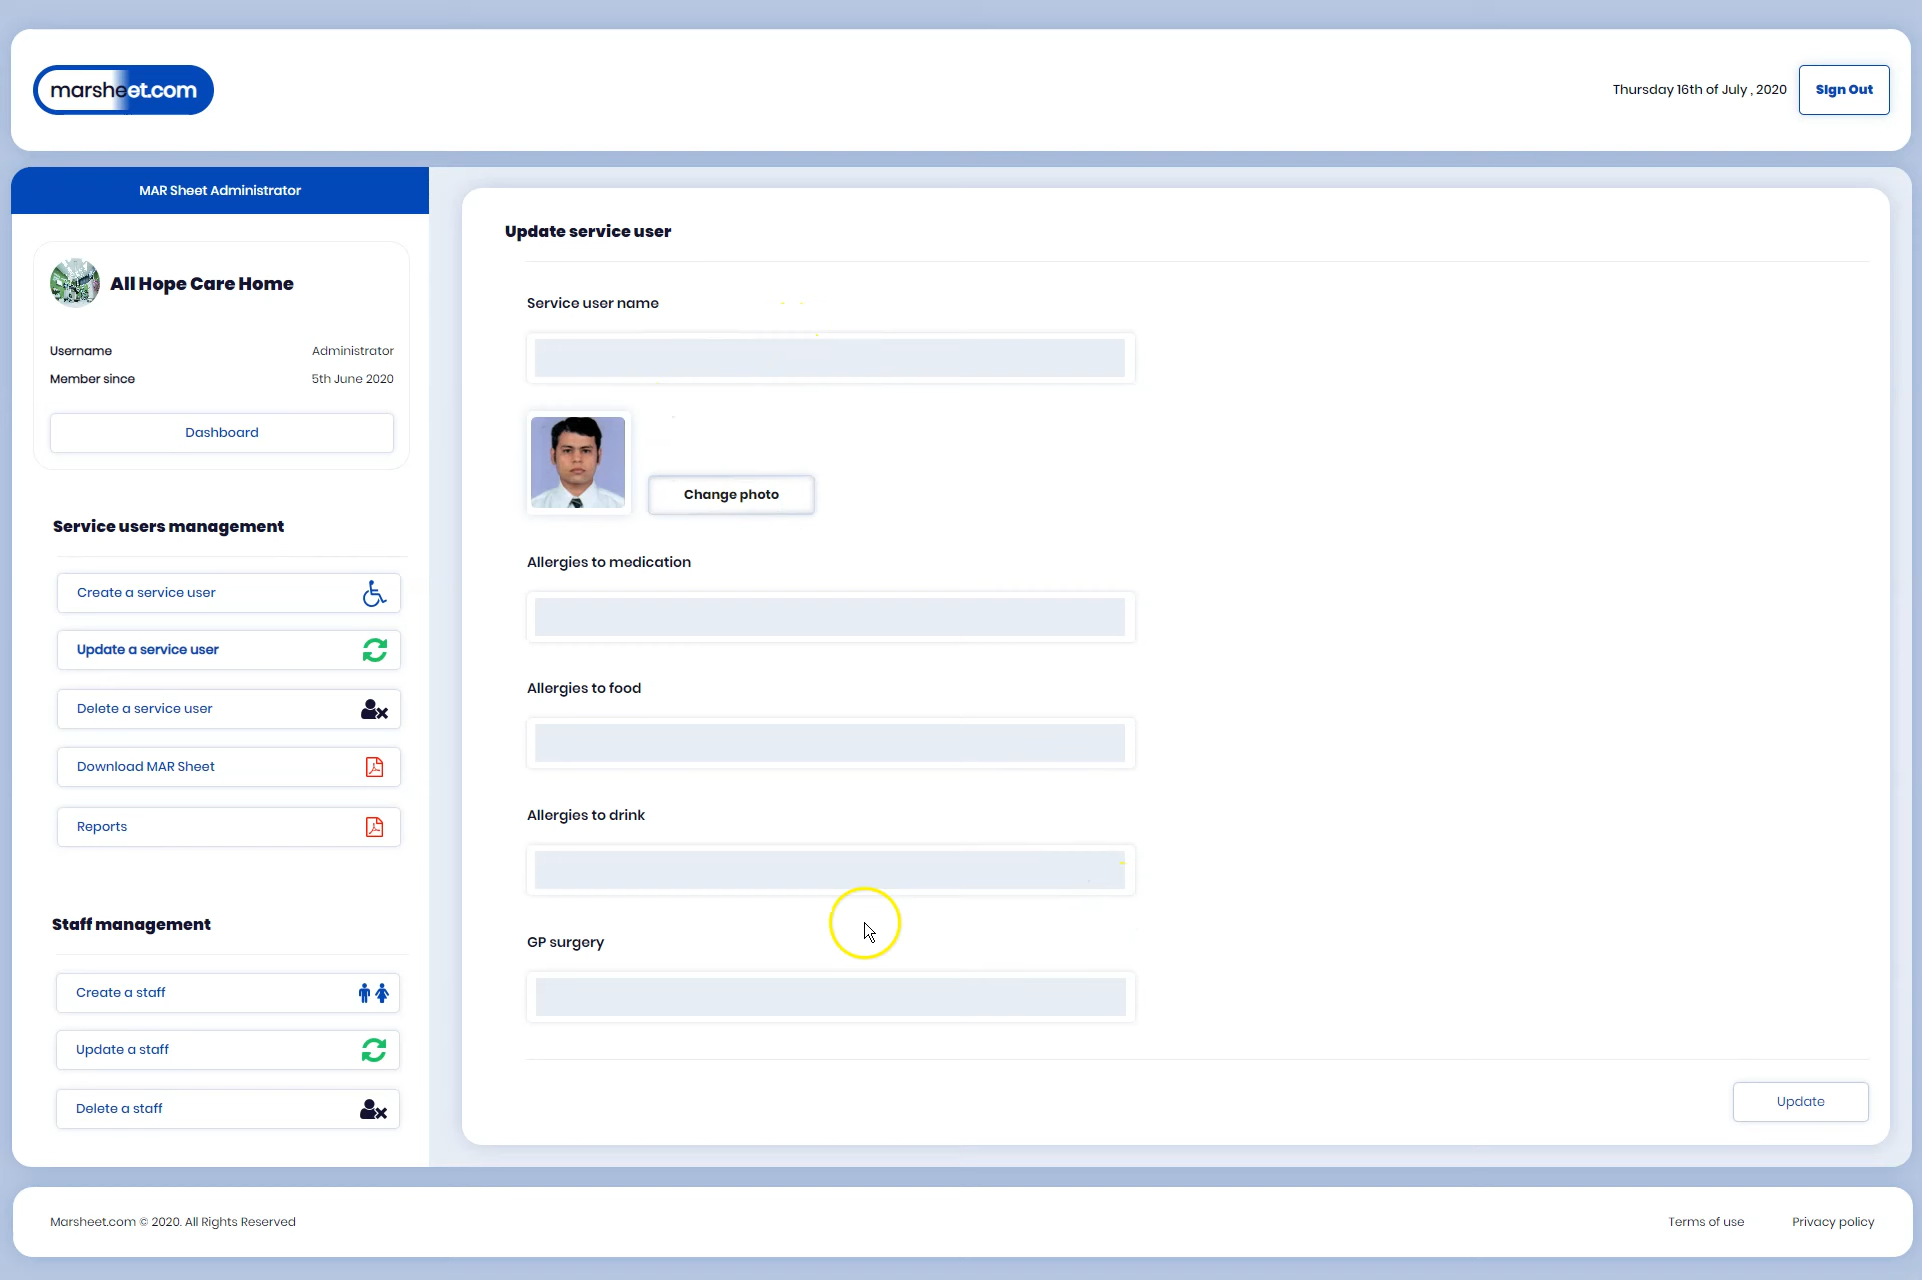 marsheet.com
Thursday 16th of July , 2020
SIgn Out
MAR Sheet Administrator
All Hope Care Home
Username
Administrator
Member since
5th June 2020
Dashboard
Service users management
Create a service user
Update a service user
Delete a service user
Download MAR Sheet
Reports
Staff management
Create a staff
Update a staff
Delete a staff
Update service user
Service user name
Change photo
Allergies to medication
Allergies to food
Allergies to drink
GP surgery
Update
Marsheet.com © 2020. All Rights Reserved
Terms of use
Privacy policy